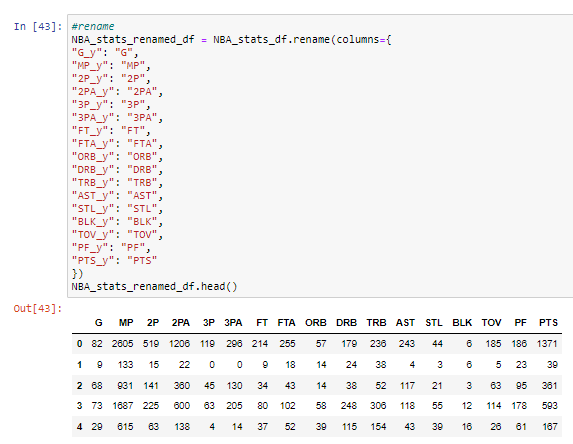 In [43]: #rename
NBA_stats_renamed_df = NBA_stats_df.rename(columns={
"G_y": "G",
"MP_y": "MP",
"2P_y": "2P",
"2PA_y": "2PA",
"3P_y": "3P",
"3PA_y": "3PA",
"FT_y": "FT",
"FTA_y": "FTA",
"ORB_y": "ORB",
"DRB_y": "DRB",
"TRB_y": "TRB",
"AST_y": "AST",
"STL_y": "STL",
"BLK_y": "BLK",
"TOV_y": "TOV",
"PF_y": "PF",
"PTS_y": "PTS"
})
NBA_stats_renamed_df.head()
Out[43]:
G MP 2P 2PA 3P 3PA FT FTA ORB DRB TRB AST STL BLK TOV PF PTS
0 82 2605 519 1206 119 296 214 255 57 179 236 243 44 6 185 186 1371
1 9 133 15 22 0 0 9 18 14 24 38 4 3 6 5 23 39
2 68 931 141 360 45 130 34 43 14 38 52 117 21 3 63 95 361
3 73 1687 225 600 63 205 80 102 58 248 306 118 55 12 114 178 593
4 29 615 63 138 4 14 37 52 39 115 154 43 39 16 26 61 167